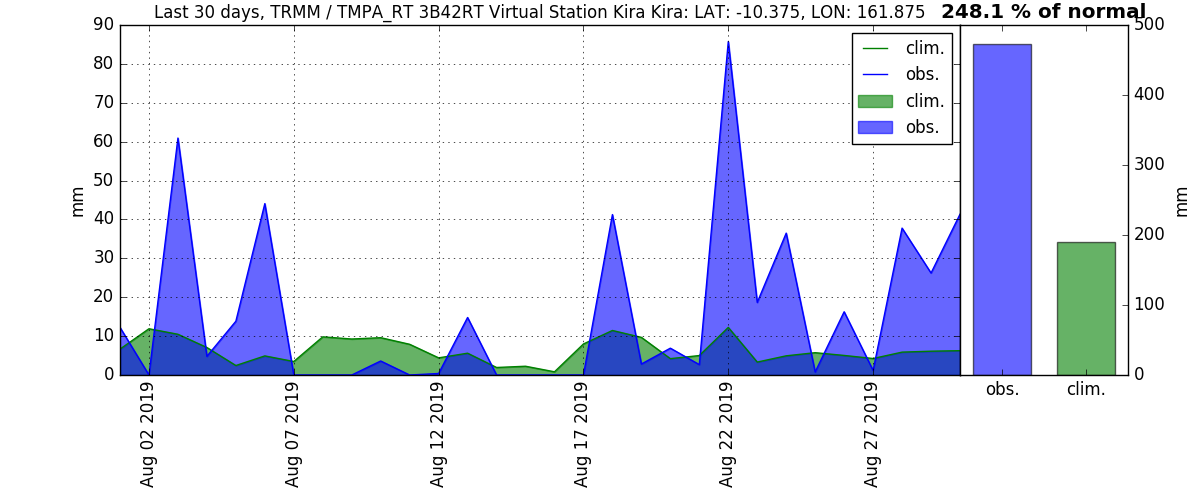 Last 30 days, TRMM / TMPA_RT 3B42RT Virtual Station Kira Kira: LAT: -10.375, LON: 161.875
248.1 % of normal
90
80
70
60
50
40
30
20
10
0
mm
clim.
obs.
clim.
obs.
Aug 02 2019
Aug 07 2019
Aug 12 2019
Aug 17 2019
Aug 22 2019
Aug 27 2019
500
400
300
200
100
0
mm
obs.
clim.